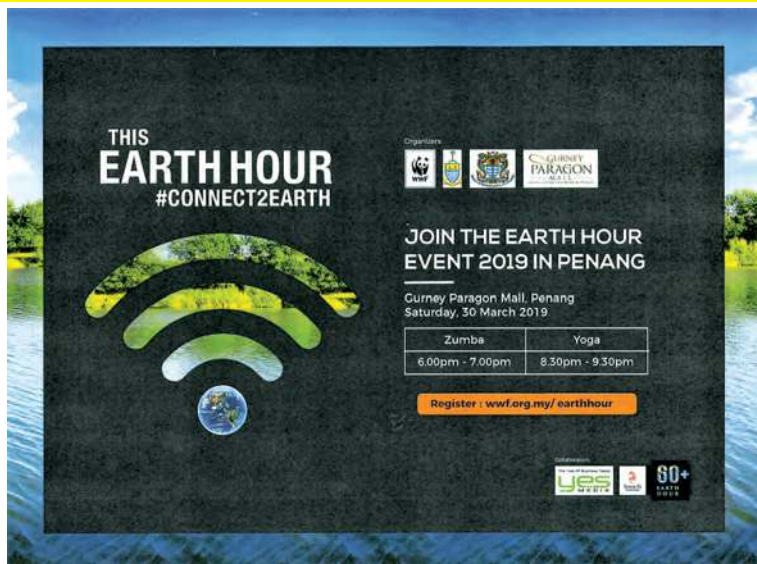 THIS
EARTH HOUR
#CONNECT2EARTH
Organizers
WWF
GURNEY
PARAGON
MALL
JOIN THE EARTH HOUR
EVENT 2019 IN PENANG
Gurney Paragon Mall, Penang
Saturday, 30 March 2019
Zumba Yoga
6.00pm - 7.00pm 8.30pm - 9.30pm
Register : wwf.org.my/ earthhour
yes
MEDIA
60+
EARTH
HOUR